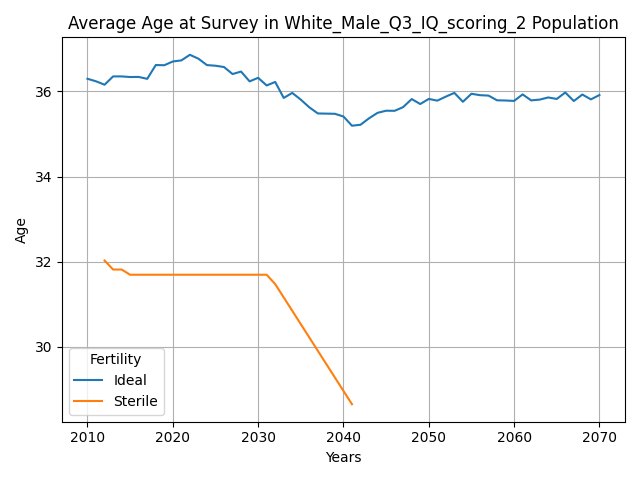 Average Age at Survey in White_Male_Q3_IQ_scoring_2 Population
Age
36
34
32
30
Fertility
Ideal
Sterile
2010 2020 2030 2040 2050 2060 2070
Years